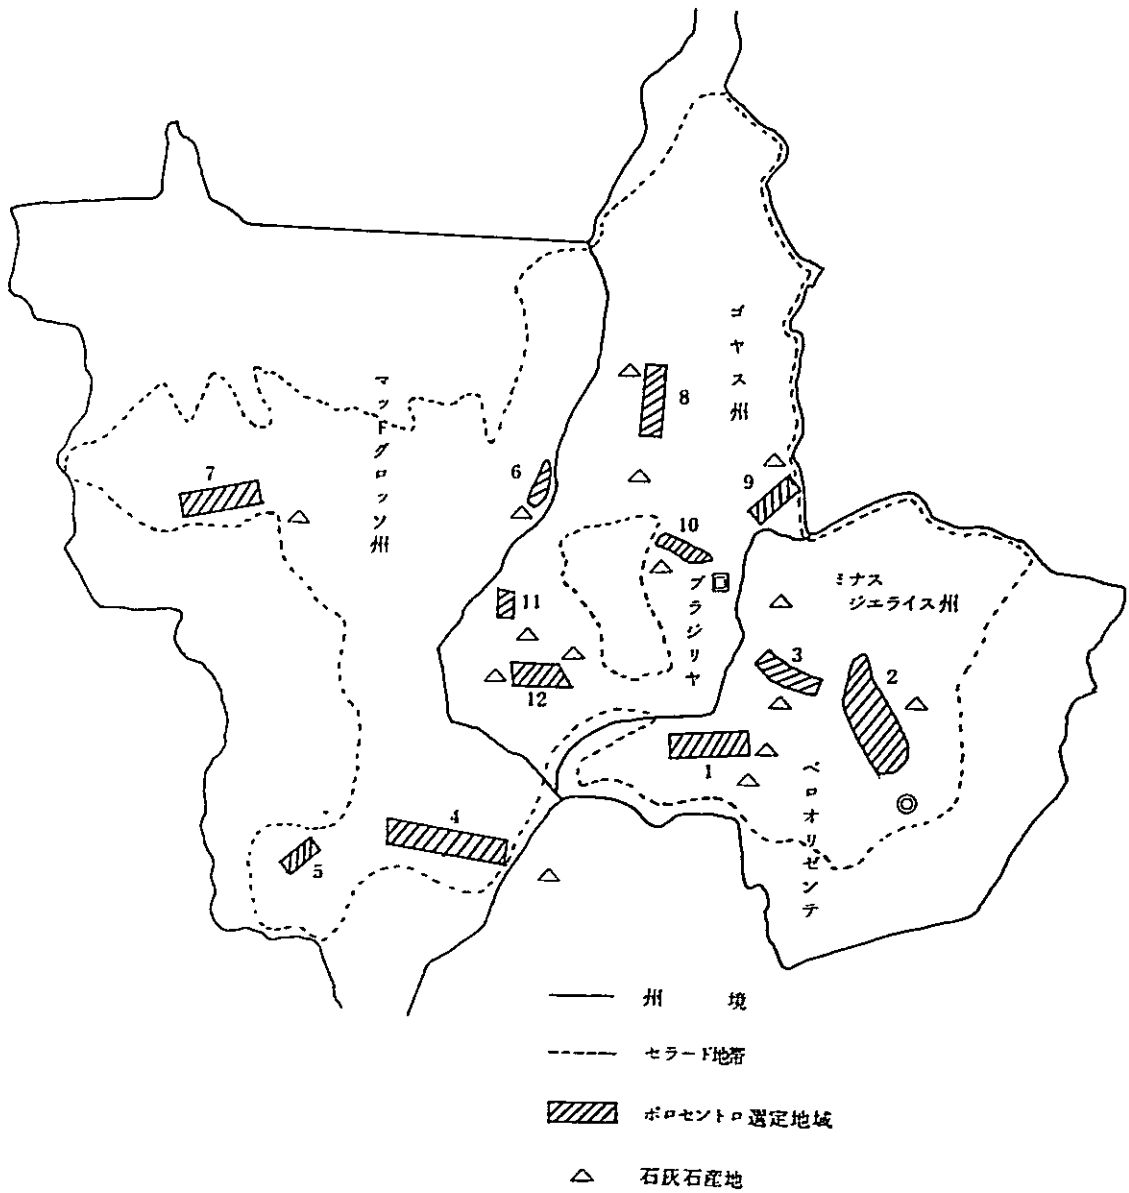 ゴヤス州
マッドグロッソ州
8
7
6
9
10
ブラジリヤ
ミナス
ジェライス州
11
3
2
12
1
ベロオリゼンテ
4
5
州 境
セラード地帯
ポロセントロ選定地域
石灰石産地